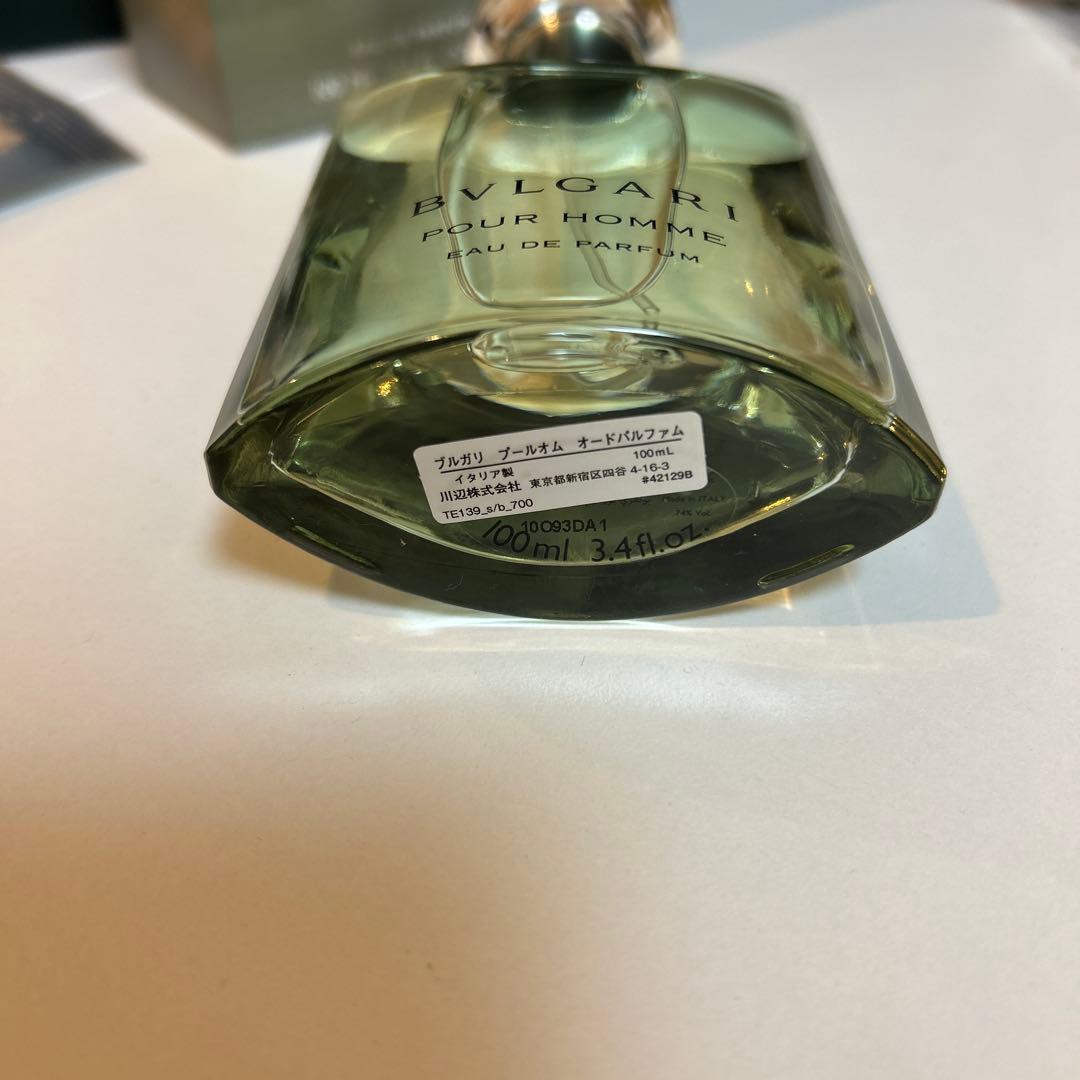 BVLGARI
POUR HOMME
EAU DE PARFUM
ブルガリ プールオム オードパルファム
100mL
イタリア製
川辺株式会社 東京都新宿区四谷 4-16-3
#42129B
TE139_s/b_700
Made in ITALY
74% Vol.
10O93DA1
100ml 3.4fl.oz.